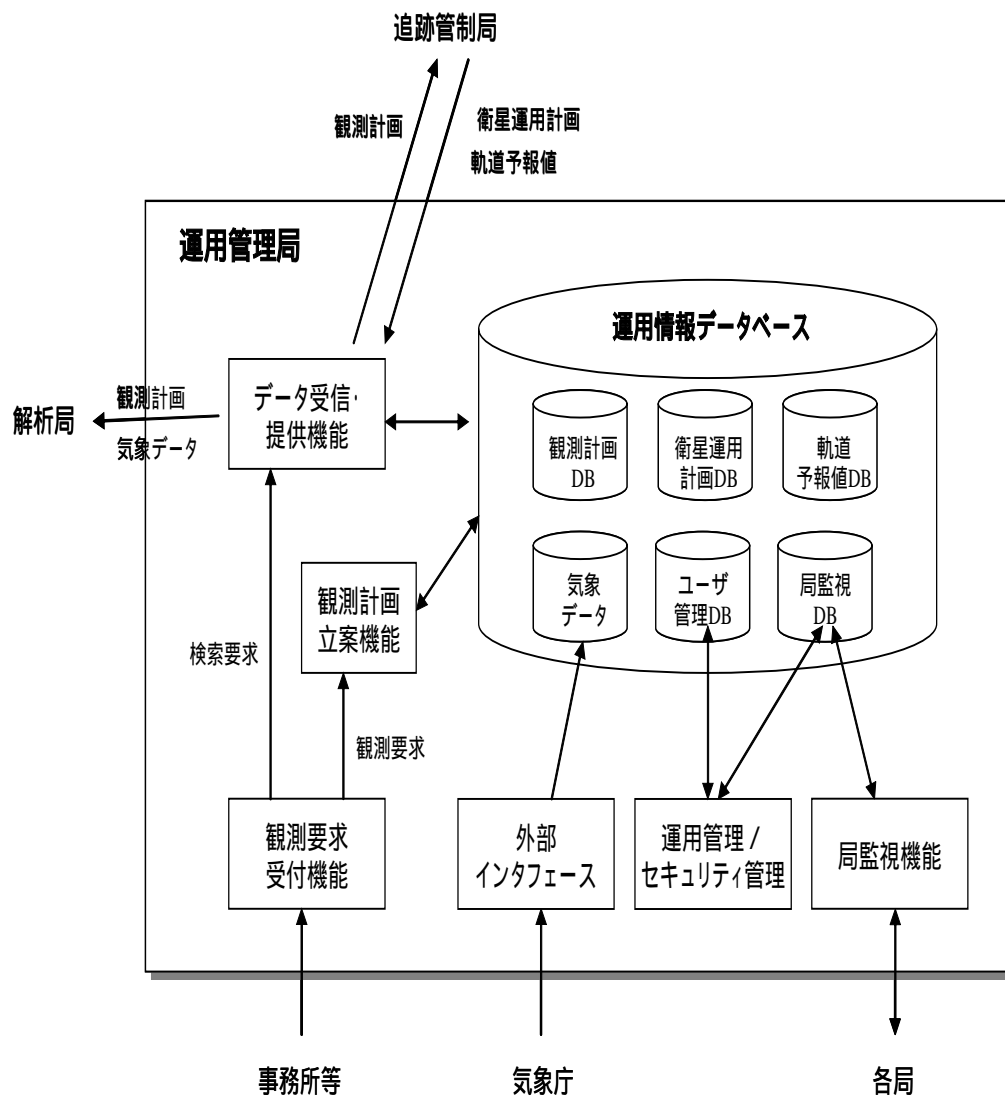 追跡管制局
観測計画
衛星運用計画
軌道予報値
運用管理局
運用情報データベース
データ受信･
提供機能
観測計画
気象データ
解析局
観測計画
DB
衛星運用
計画DB
軌道
予報値DB
気象
データ
ユーザ
管理DB
局監視
DB
観測計画
立案機能
検索要求
観測要求
観測要求
受付機能
外部
インタフェース
運用管理 /
セキュリティ管理
局監視機能
事務所等
気象庁
各局